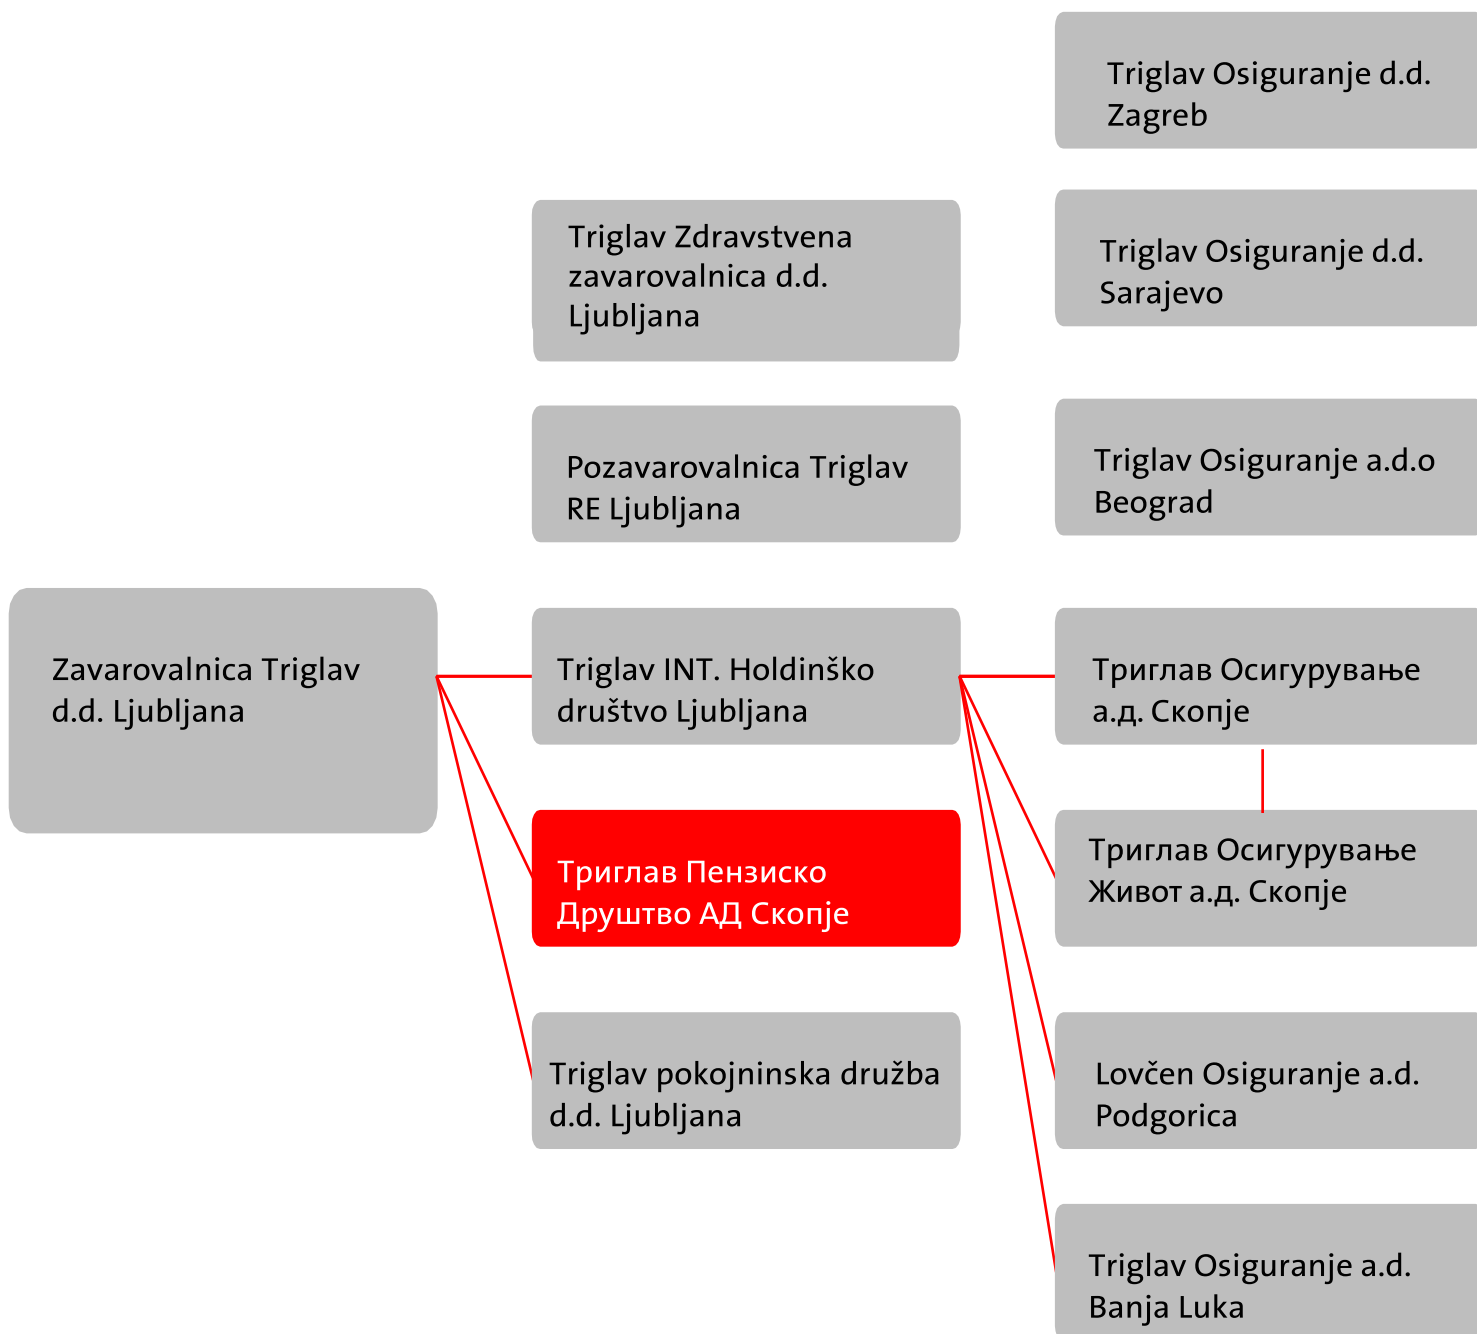 Triglav Osiguranje d.d.
Zagreb
Triglav Zdravstvena
zavarovalnica d.d.
Ljubljana
Triglav Osiguranje d.d.
Sarajevo
Pozavarovalnica Triglav
RE Ljubljana
Triglav Osiguranje a.d.o
Beograd
Zavarovalnica Triglav
d.d. Ljubljana
Triglav INT. Holdinško
društvo Ljubljana
Триглав Осигурување
а.д. Скопје
Триглав Пензиско
Друштво АД Скопје
Триглав Осигурување
Живот а.д. Скопје
Triglav pokojninska družba
d.d. Ljubljana
Lovčen Osiguranje a.d.
Podgorica
Triglav Osiguranje a.d.
Banja Luka